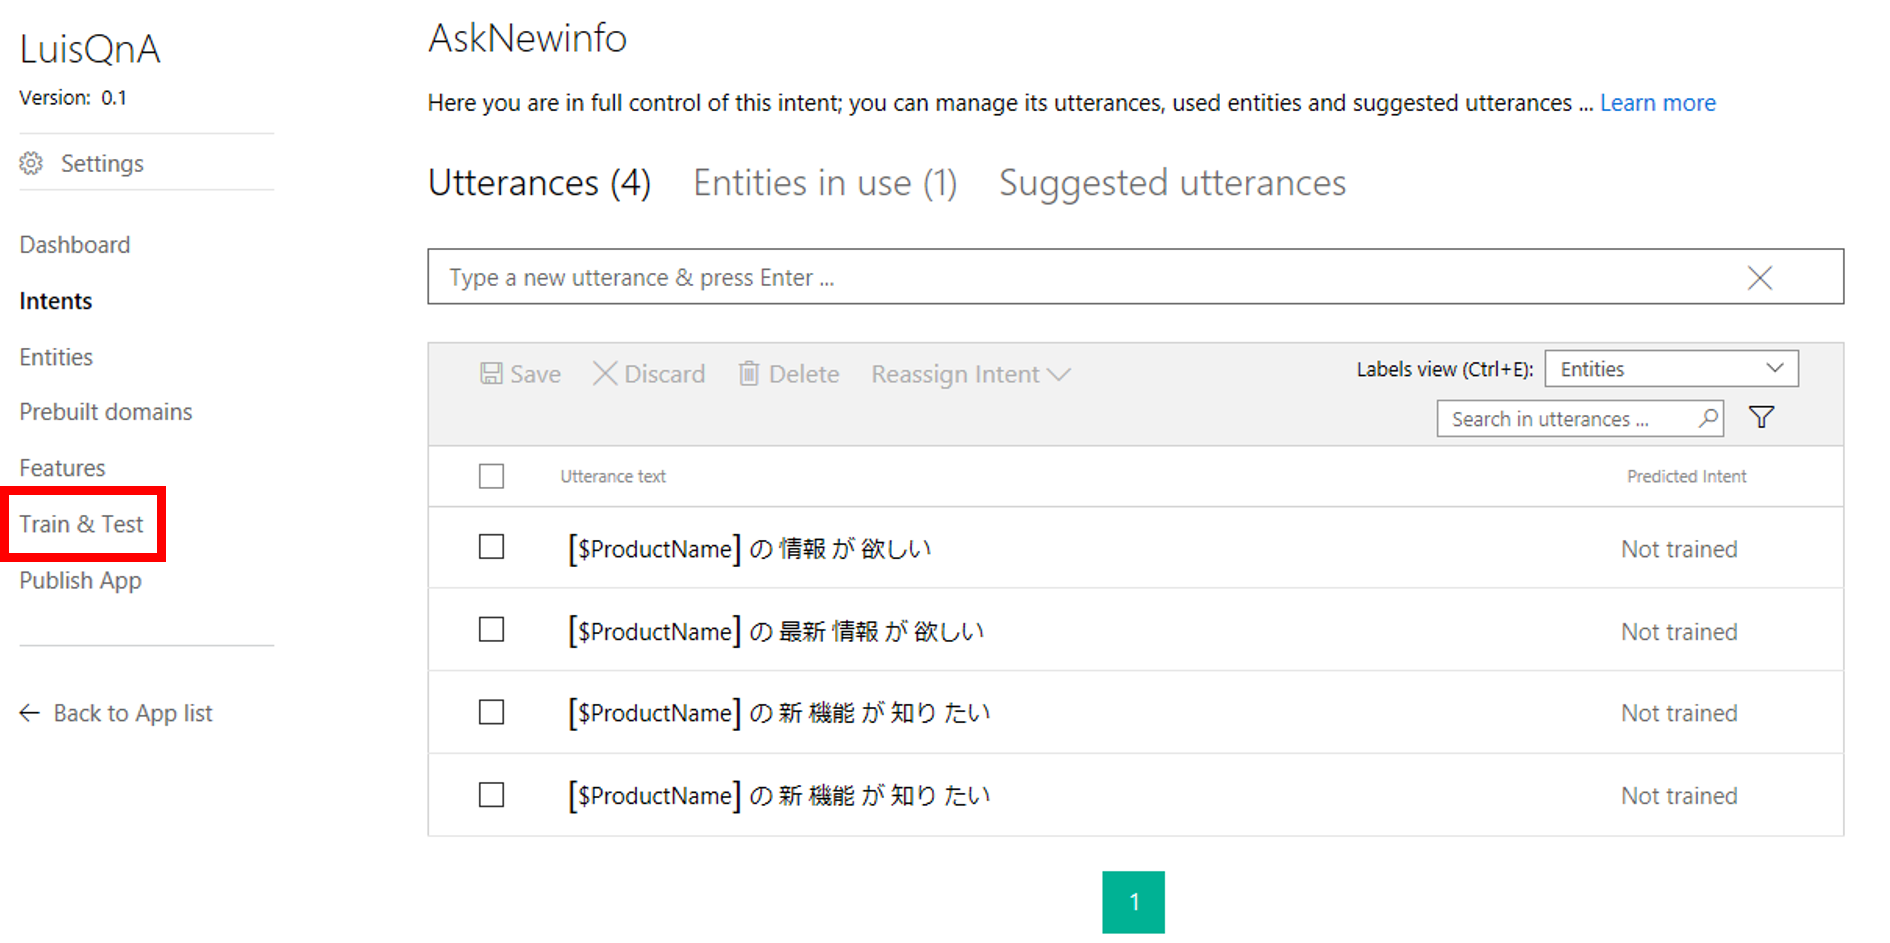 LuisQnA
Version: 0.1
Settings
Dashboard
Intents
Entities
Prebuilt domains
Features
Train & Test
Publish App
Back to App list
AskNewinfo
Here you are in full control of this intent; you can manage its utterances, used entities and suggested utterances ... Learn more
Utterances (4) Entities in use (1) Suggested utterances
Type a new utterance & press Enter ...
Save Discard Delete Reassign Intent Labels view (Ctrl+E): Entities
Search in utterances ...
Utterance text Predicted Intent
[$ProductName] の 情報 が 欲しい Not trained
[$ProductName] の 最新 情報 が 欲しい Not trained
[$ProductName] の 新 機能 が 知り たい Not trained
[$ProductName] の 新 機能 が 知り たい Not trained
1